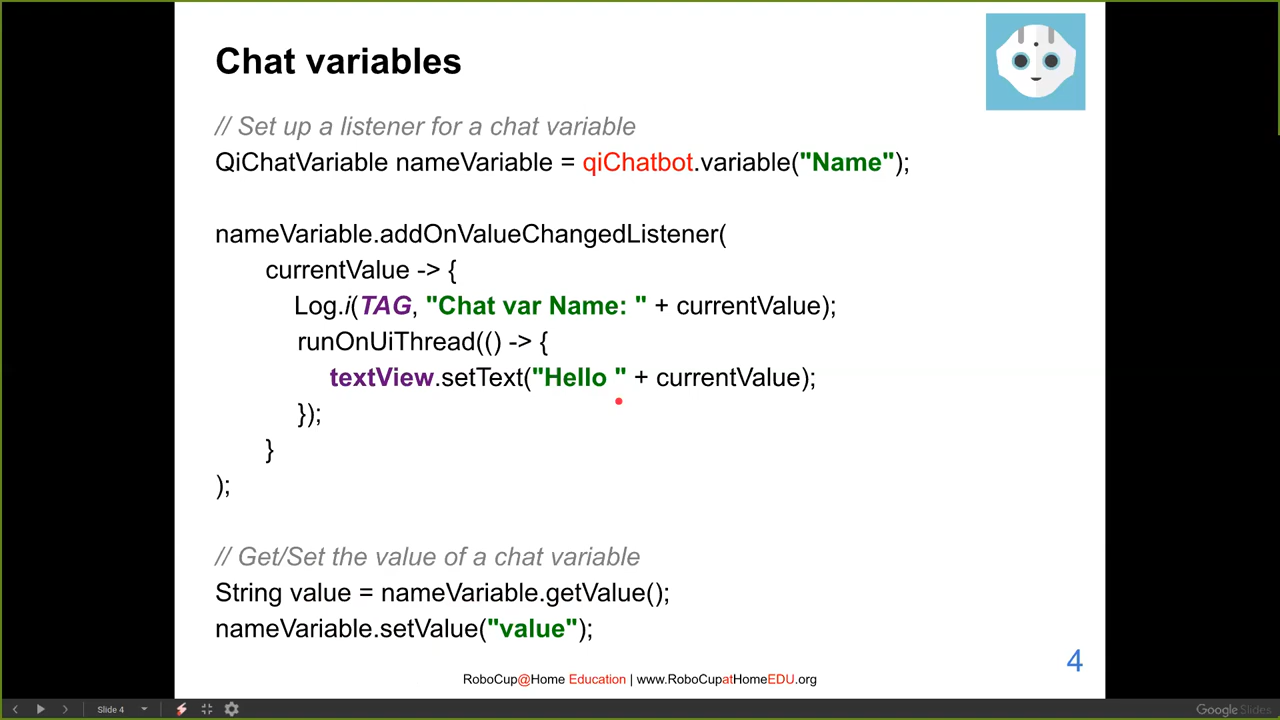 Chat variables
// Set up a listener for a chat variable
QiChatVariable nameVariable = qiChatbot.variable("Name");
nameVariable.addOnValueChangedListener(
currentValue -> {
Log.i(TAG, "Chat var Name: " + currentValue);
runOnUiThread(() -> {
textView.setText("Hello " + currentValue);
});
}
);
// Get/Set the value of a chat variable
String value = nameVariable.getValue();
nameVariable.setValue("value");
4
RoboCup@Home Education | www.RoboCupatHomeEDU.org
Slide 4
Google Slides